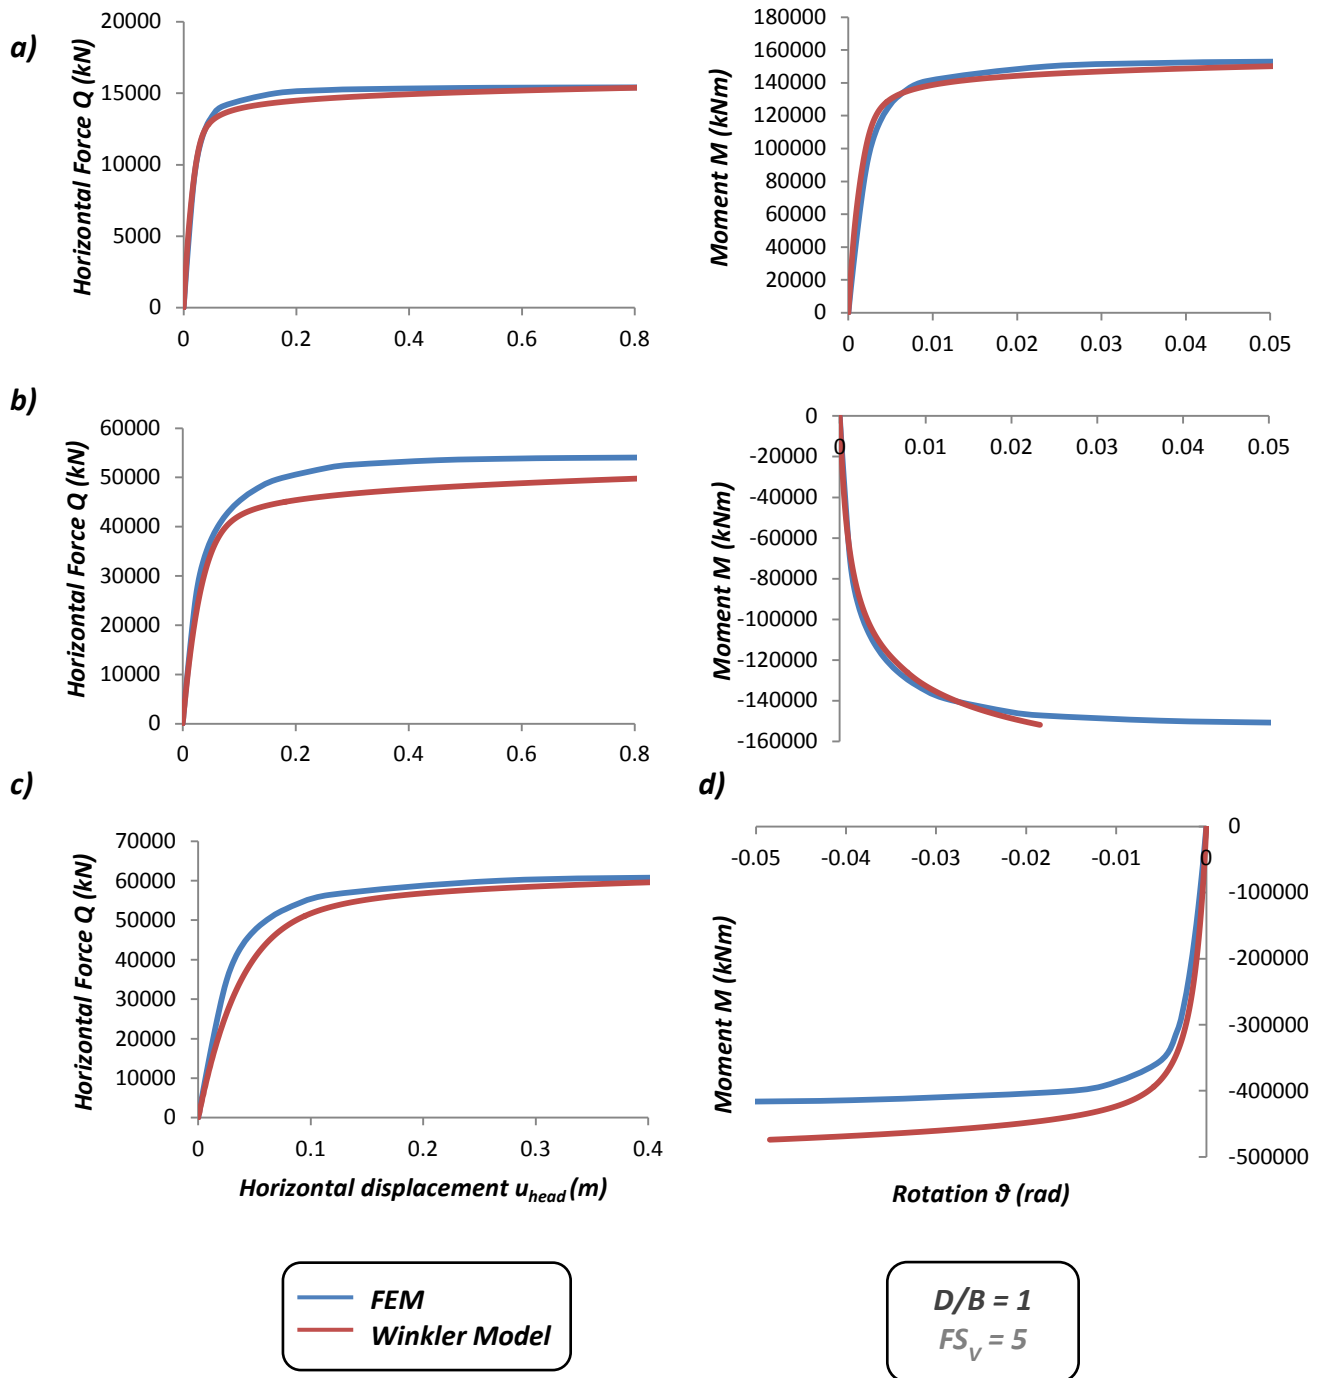 a)
Horizontal Force Q (kN)
20000
15000
10000
5000
0
0 0.2 0.4 0.6 0.8
Moment M (kNm)
180000
160000
140000
120000
100000
80000
60000
40000
20000
0
0 0.01 0.02 0.03 0.04 0.05
b)
Horizontal Force Q (kN)
60000
50000
40000
30000
20000
10000
0
0 0.2 0.4 0.6 0.8
Moment M (kNm)
0
0 0.01 0.02 0.03 0.04 0.05
-20000
-40000
-60000
-80000
-100000
-120000
-140000
-160000
c)
Horizontal Force Q (kN)
70000
60000
50000
40000
30000
20000
10000
0
0 0.1 0.2 0.3 0.4
Horizontal displacement u_head (m)
d)
Moment M (kNm)
-0.05 -0.04 -0.03 -0.02 -0.01 0
0
-100000
-200000
-300000
-400000
-500000
Rotation ϑ (rad)
FEM
Winkler Model
D/B = 1
FS_V = 5